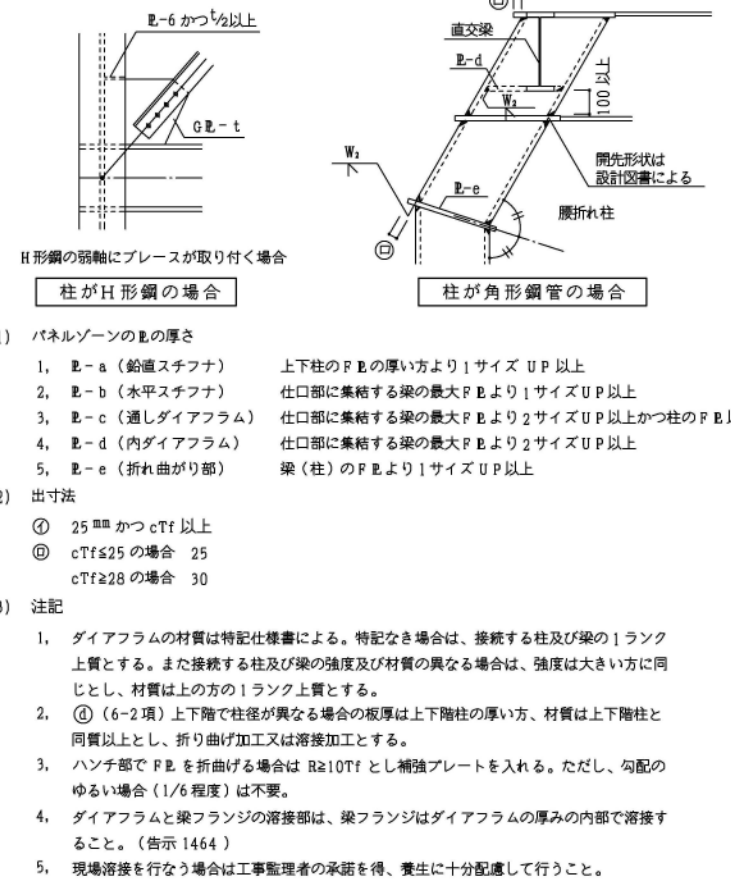 ㋺
PL-6 かつt/2以上
GPL-t
H形鋼の弱軸にブレースが取り付く場合
柱がH形鋼の場合
直交梁
PL-d
W₂
100以上
W₂
PL-e
開先形状は
設計図書による
腰折れ柱
㋺
柱が角形鋼管の場合
) パネルゾーンのPLの厚さ
1, PL-a (鉛直スチフナ) 上下柱のFPLの厚い方より1サイズ UP以上
2, PL-b (水平スチフナ) 仕口部に集結する梁の最大FPLより1サイズUP以上
3, PL-c (通しダイアフラム) 仕口部に集結する梁の最大FPLより2サイズUP以上かつ柱のFPL
4, PL-d (内ダイアフラム) 仕口部に集結する梁の最大FPLより2サイズUP以上
5, PL-e (折れ曲がり部) 梁(柱)のFPLより1サイズUP以上
2) 出寸法
㋑ 25mmかつcTf以上
㋺ cTf≦25の場合 25
cTf≧28の場合 30
3) 注記
1, ダイアフラムの材質は特記仕様書による。特記なき場合は、接続する柱及び梁の1ランク
上質とする。また接続する柱及び梁の強度及び材質の異なる場合は、強度は大きい方に同
じとし、材質は上の方の1ランク上質とする。
2, ⓓ (6-2項)上下階で柱径が異なる場合の板厚は上下階柱の厚い方、材質は上下階柱と
同質以上とし、折り曲げ加工又は溶接加工とする。
3, ハンチ部でFPLを折曲げる場合はR≧10Tfとし補強プレートを入れる。ただし、勾配の
ゆるい場合(1/6程度)は不要。
4, ダイアフラムと梁フランジの溶接部は、梁フランジはダイアフラムの厚みの内部で溶接す
ること。(告示1464)
5, 現場溶接を行なう場合は工事監理者の承諾を得、養生に十分配慮して行うこと。